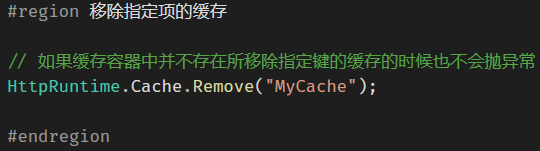 #region 移除指定项的缓存
// 如果缓存容器中并不存在所移除指定键的缓存的时候也不会抛异常
HttpRuntime.Cache.Remove("MyCache");
#endregion